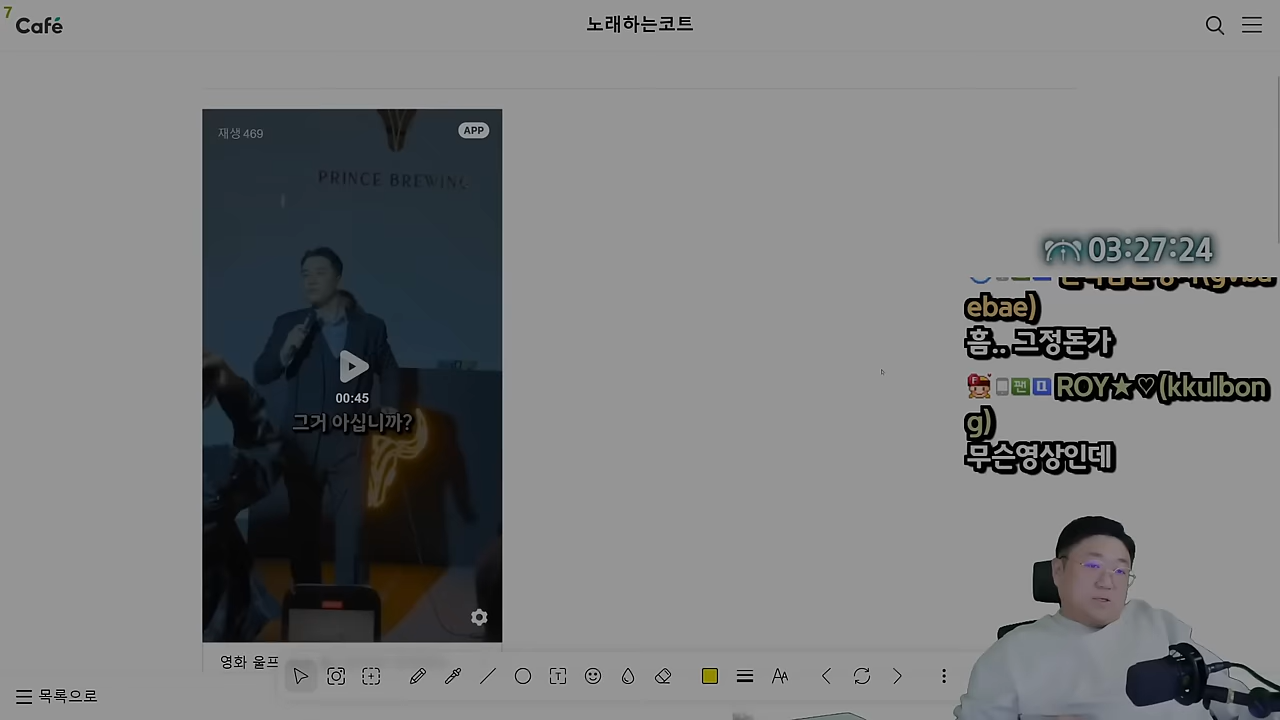 7
Café
노래하는코트
재생 469
APP
PRINCE BREWING
03:27:24
ebae)
흠.. 그정돈가
팬 ROY★♡(kkulbon
g)
무슨영상인데
00:45
그거 아십니까?
영화 울프
목록으로